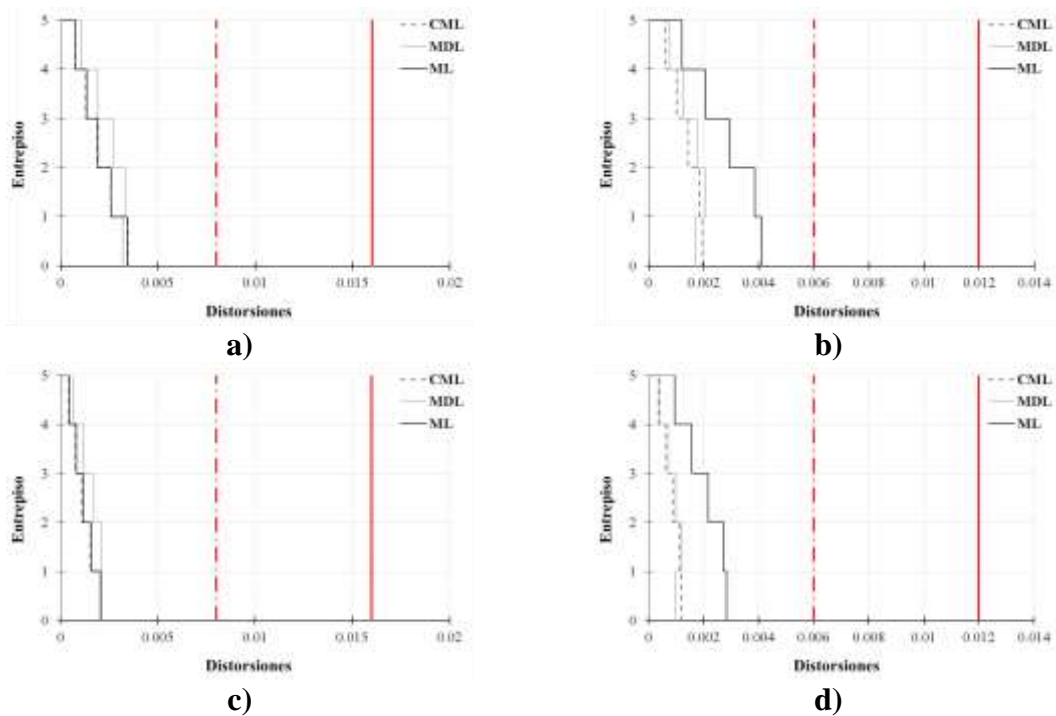 5
4
3
2
1
0
Entrepiso
CML
MDL
ML
0
0.005
0.01
0.015
0.02
Distorsiones
a)
5
4
3
2
1
0
Entrepiso
CML
MDL
ML
0
0.002
0.004
0.006
0.008
0.01
0.012
0.014
Distorsiones
b)
5
4
3
2
1
0
Entrepiso
CML
MDL
ML
0
0.005
0.01
0.015
0.02
Distorsiones
c)
5
4
3
2
1
0
Entrepiso
CML
MDL
ML
0
0.002
0.004
0.006
0.008
0.01
0.012
0.014
Distorsiones
d)